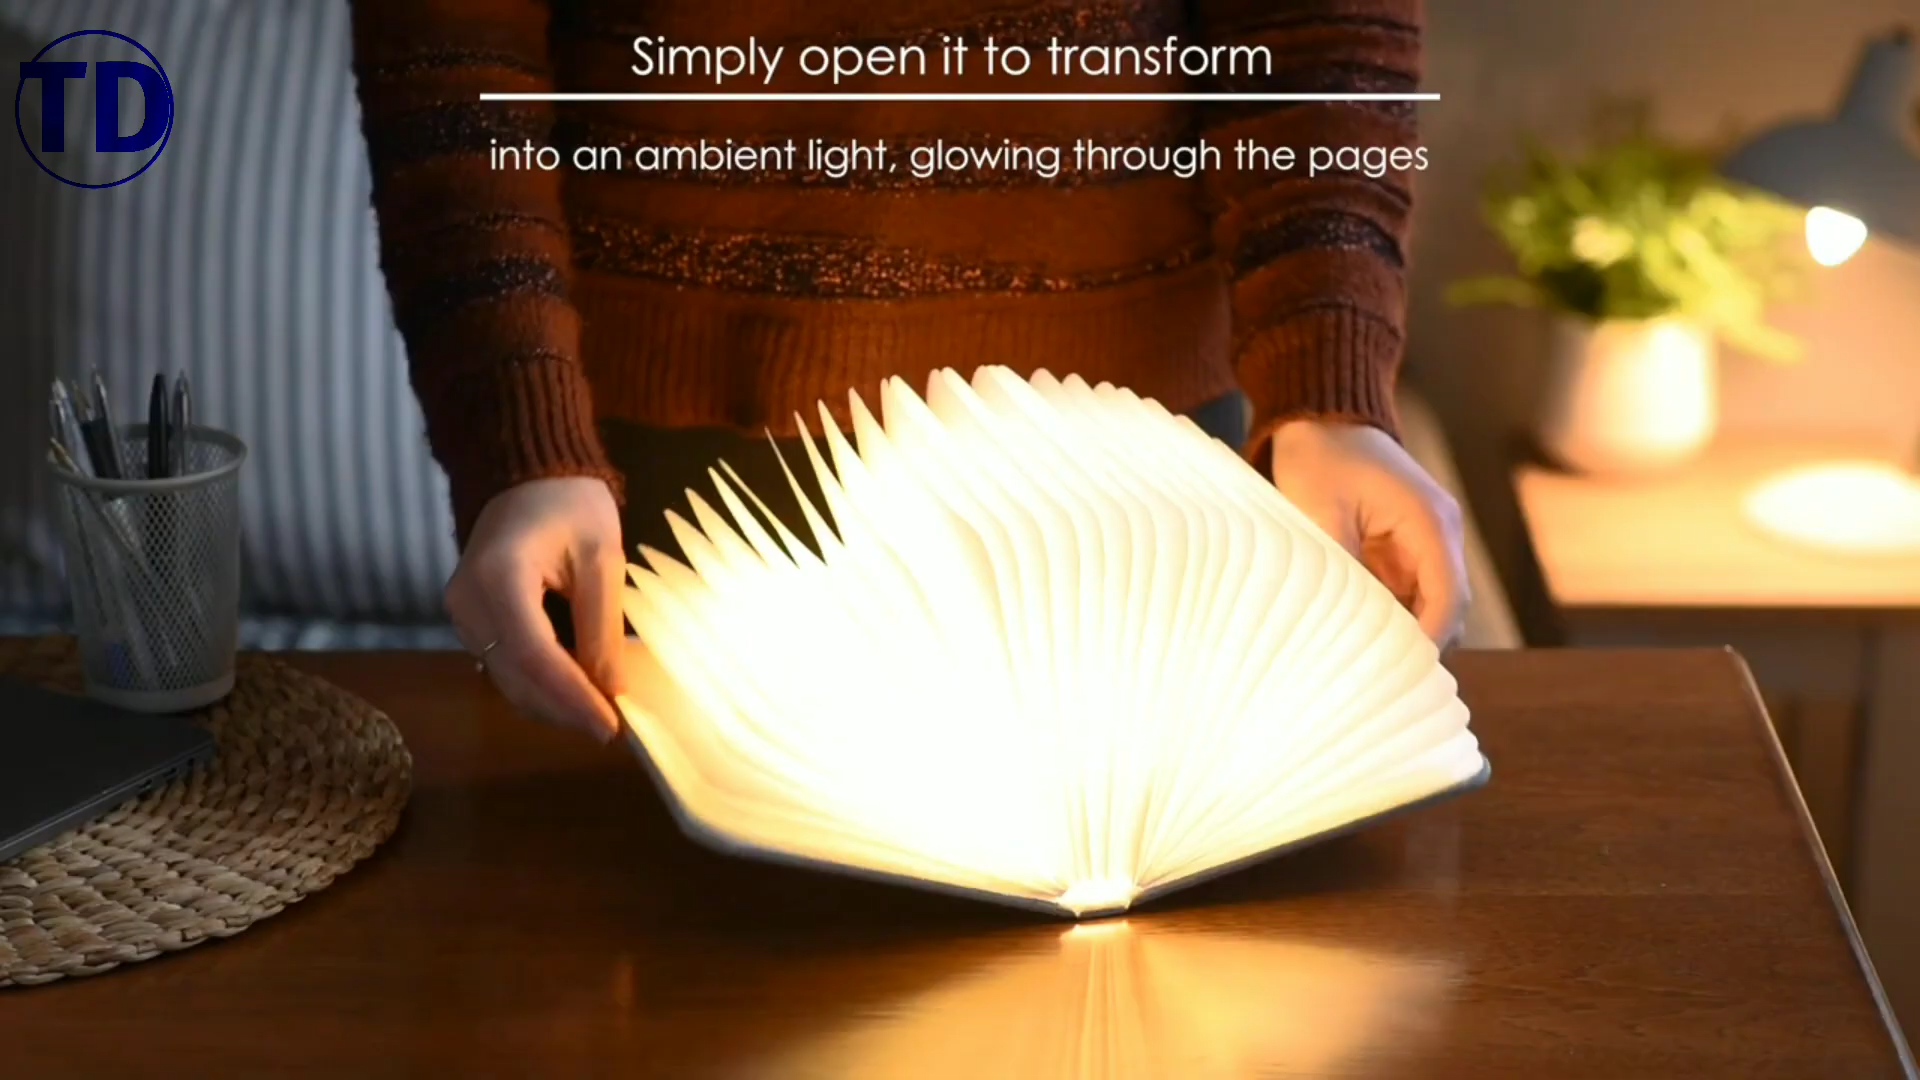 TD
Simply open it to transform
into an ambient light, glowing through the pages